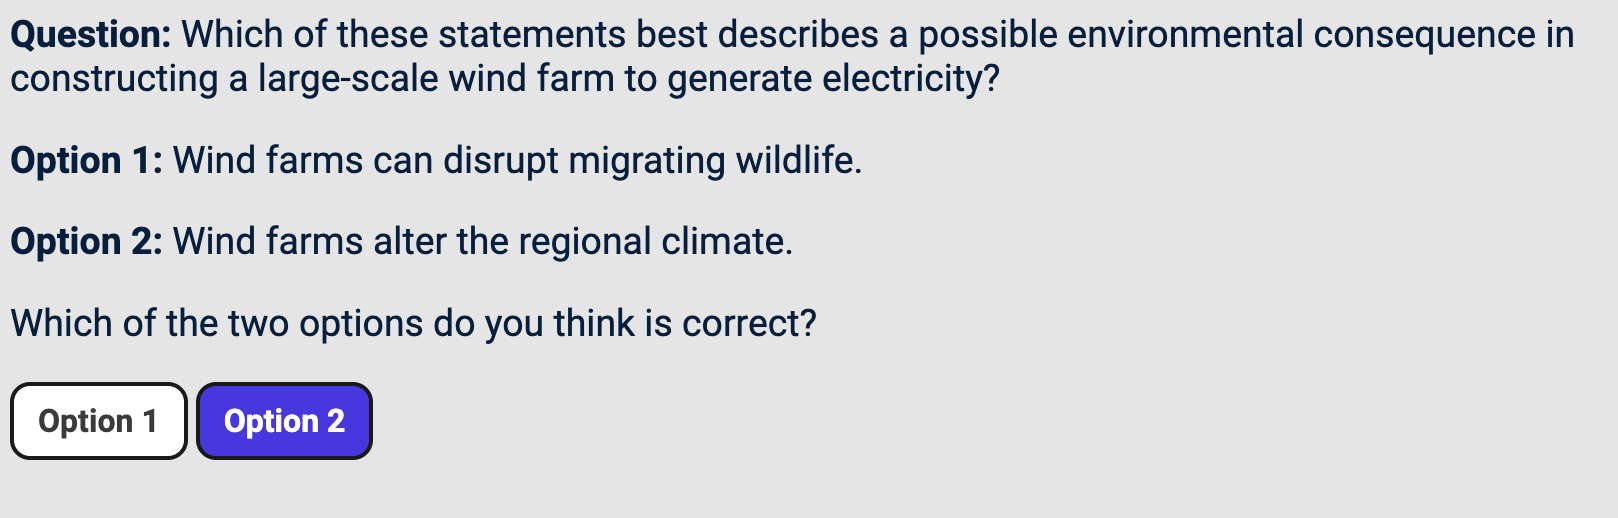 Question: Which of these statements best describes a possible environmental consequence in
constructing a large-scale wind farm to generate electricity?
Option 1: Wind farms can disrupt migrating wildlife.
Option 2: Wind farms alter the regional climate.
Which of the two options do you think is correct?
Option 1 Option 2